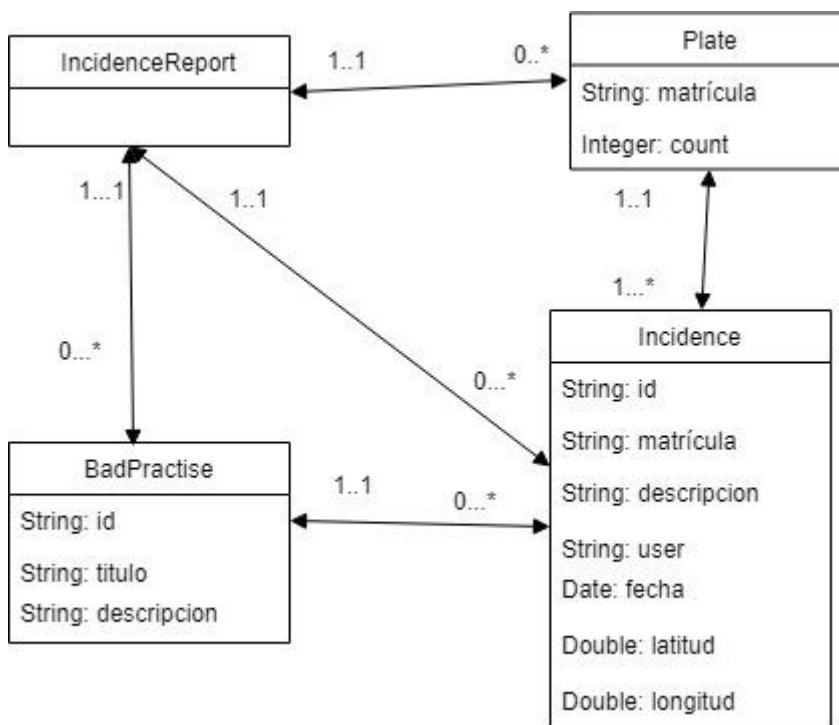 IncidenceReport
1..1
0..*
Plate
String: matrícula
Integer: count
1...1
1..1
1..1
1...*
0...*
0...*
BadPractise
String: id
String: titulo
String: descripcion
1..1
0...*
Incidence
String: id
String: matrícula
String: descripcion
String: user
Date: fecha
Double: latitud
Double: longitud